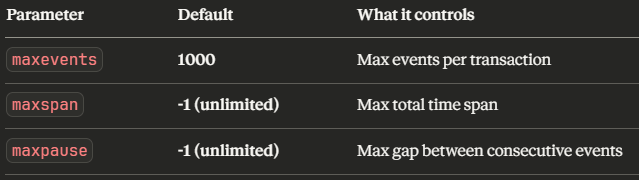 Parameter Default What it controls
maxevents 1000 Max events per transaction
maxspan -1 (unlimited) Max total time span
maxpause -1 (unlimited) Max gap between consecutive events